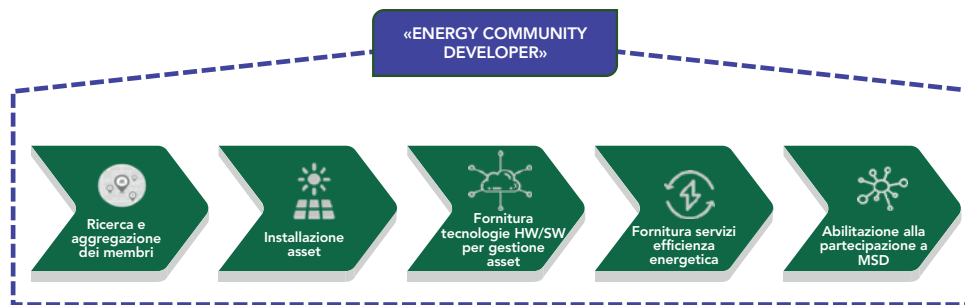 «ENERGY COMMUNITY
DEVELOPER»
Ricerca e
aggregazione
dei membri
Installazione
asset
Fornitura
tecnologie HW/SW
per gestione
asset
Fornitura servizi
efficienza
energetica
Abilitazione alla
partecipazione a
MSD